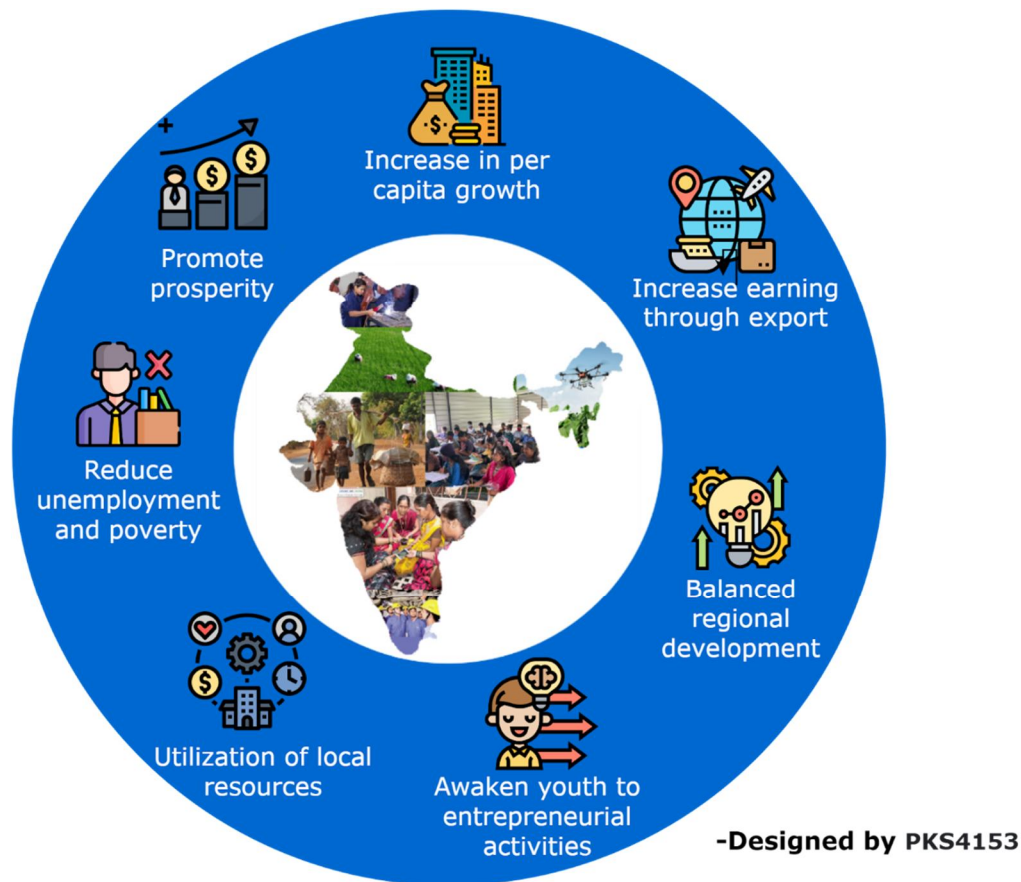 Increase in per
capita growth
Increase earning
through export
Balanced
regional
development
Awaken youth to
entrepreneurial
activities
Utilization of local
resources
Reduce
unemployment
and poverty
Promote
prosperity
-Designed by PKS4153